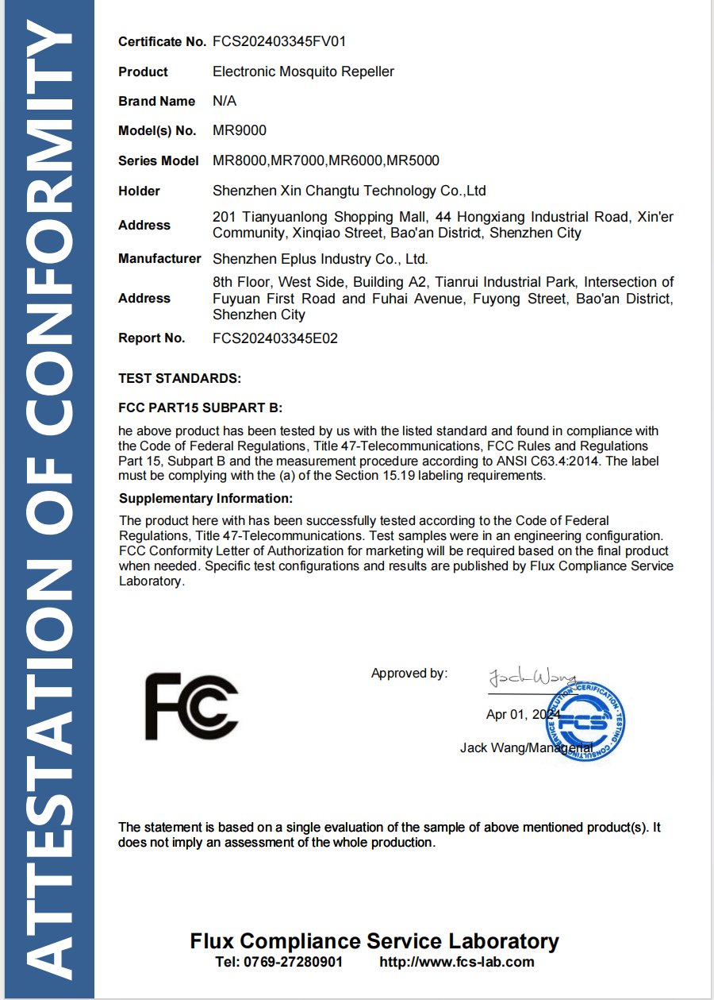 ATTESTATION OF CONFORMITY
Certificate No. FCS202403345FV01
Product Electronic Mosquito Repeller
Brand Name N/A
Model(s) No. MR9000
Series Model MR8000,MR7000,MR6000,MR5000
Holder Shenzhen Xin Changtu Technology Co.,Ltd
Address 201 Tianyuanlong Shopping Mall, 44 Hongxiang Industrial Road, Xin'er
Community, Xinqiao Street, Bao'an District, Shenzhen City
Manufacturer Shenzhen Eplus Industry Co., Ltd.
Address 8th Floor, West Side, Building A2, Tianrui Industrial Park, Intersection of
Fuyuan First Road and Fuhai Avenue, Fuyong Street, Bao'an District,
Shenzhen City
Report No. FCS202403345E02
TEST STANDARDS:
FCC PART15 SUBPART B:
he above product has been tested by us with the listed standard and found in compliance with
the Code of Federal Regulations, Title 47-Telecommunications, FCC Rules and Regulations
Part 15, Subpart B and the measurement procedure according to ANSI C63.4:2014. The label
must be complying with the (a) of the Section 15.19 labeling requirements.
Supplementary Information:
The product here with has been successfully tested according to the Code of Federal
Regulations, Title 47-Telecommunications. Test samples were in an engineering configuration.
FCC Conformity Letter of Authorization for marketing will be required based on the final product
when needed. Specific test configurations and results are published by Flux Compliance Service
Laboratory.
FCC
Approved by:
Jack Wang
Apr 01, 2024
Jack Wang/Managerial
FCS
SOLUTION · CERIFICATION · TESTING · CONSULTING SERVICE
The statement is based on a single evaluation of the sample of above mentioned product(s). It
does not imply an assessment of the whole production.
Flux Compliance Service Laboratory
Tel: 0769-27280901 http://www.fcs-lab.com